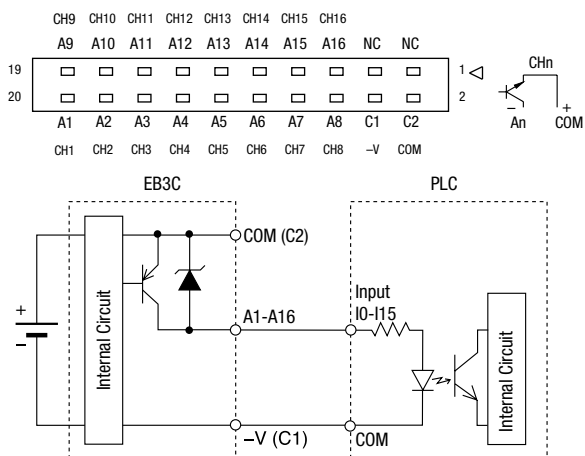 CH9 CH10 CH11 CH12 CH13 CH14 CH15 CH16
A9 A10 A11 A12 A13 A14 A15 A16 NC NC
19 1 CHn
20 2 − +
A1 A2 A3 A4 A5 A6 A7 A8 C1 C2 An COM
CH1 CH2 CH3 CH4 CH5 CH6 CH7 CH8 –V COM
EB3C PLC
COM (C2)
Input
A1-A16 I0-I15
+
−
Internal Circuit
Internal Circuit
–V (C1) COM